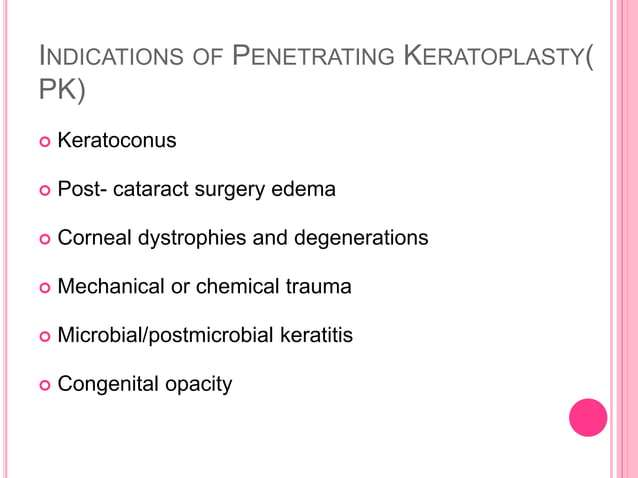 INDICATIONS OF PENETRATING KERATOPLASTY(
PK)
Keratoconus
Post- cataract surgery edema
Corneal dystrophies and degenerations
Mechanical or chemical trauma
Microbial/postmicrobial keratitis
Congenital opacity